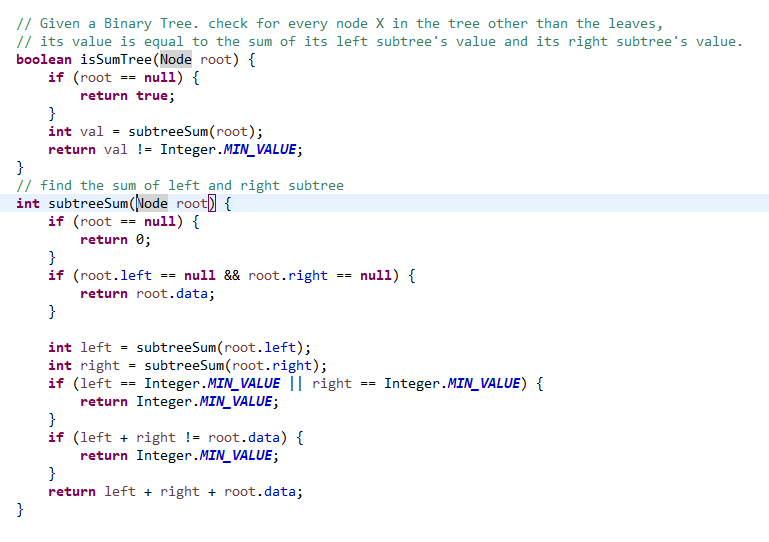 // Given a Binary Tree. check for every node X in the tree other than the leaves,
// its value is equal to the sum of its left subtree's value and its right subtree's value.
boolean isSumTree(Node root) {
    if (root == null) {
        return true;
    }
    int val = subtreeSum(root);
    return val != Integer.MIN_VALUE;
}
// find the sum of left and right subtree
int subtreeSum(Node root) {
    if (root == null) {
        return 0;
    }
    if (root.left == null && root.right == null) {
        return root.data;
    }

    int left = subtreeSum(root.left);
    int right = subtreeSum(root.right);
    if (left == Integer.MIN_VALUE || right == Integer.MIN_VALUE) {
        return Integer.MIN_VALUE;
    }
    if (left + right != root.data) {
        return Integer.MIN_VALUE;
    }
    return left + right + root.data;
}